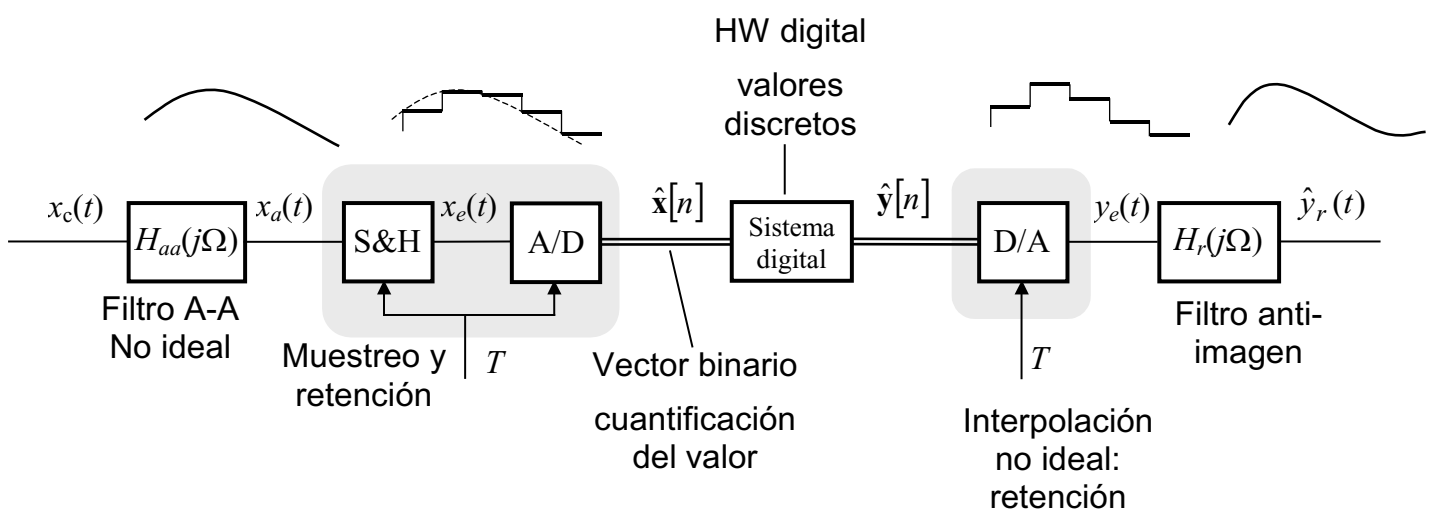 HW digital
valores
discretos
x_c(t)
H_aa(jΩ)
x_a(t)
S&H
x_e(t)
A/D
x̂[n]
Sistema
digital
ŷ[n]
D/A
y_e(t)
H_r(jΩ)
ŷ_r(t)
Filtro A-A
No ideal
Muestreo y
retención
T
Vector binario
cuantificación
del valor
T
Interpolación
no ideal:
retención
Filtro anti-
imagen